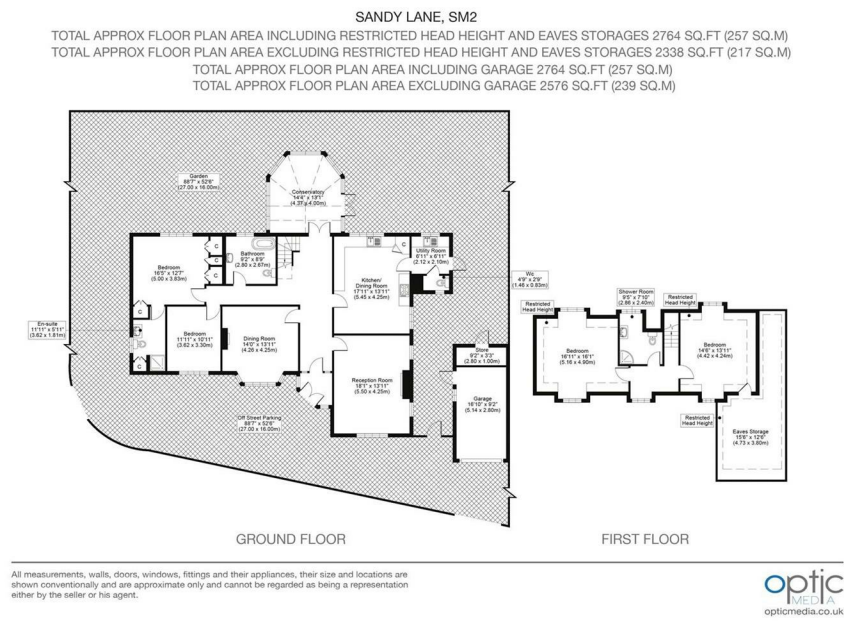 SANDY LANE, SM2
TOTAL APPROX FLOOR PLAN AREA INCLUDING RESTRICTED HEAD HEIGHT AND EAVES STORAGES 2764 SQ.FT (257 SQ.M)
TOTAL APPROX FLOOR PLAN AREA EXCLUDING RESTRICTED HEAD HEIGHT AND EAVES STORAGES 2338 SQ.FT (217 SQ.M)
TOTAL APPROX FLOOR PLAN AREA INCLUDING GARAGE 2764 SQ.FT (257 SQ.M)
TOTAL APPROX FLOOR PLAN AREA EXCLUDING GARAGE 2576 SQ.FT (239 SQ.M)
Garden
88'7" x 52'6"
(27.00 x 16.00m)
Conservatory
14'4" x 13'1"
(4.37 x 4.00m)
Bedroom
16'5" x 12'7"
(5.00 x 3.83m)
C
C
C
Bathroom
9'2" x 8'9"
(2.80 x 2.67m)
Kitchen/
Dining Room
17'11" x 13'11"
(5.45 x 4.25m)
C
Utility Room
6'11" x 6'11"
(2.12 x 2.10m)
Wc
4'9" x 2'9"
(1.46 x 0.83m)
En-suite
11'11" x 5'11"
(3.62 x 1.81m)
C
C
Bedroom
11'11" x 10'11"
(3.62 x 3.30m)
Dining Room
14'0" x 13'11"
(4.26 x 4.25m)
Reception Room
18'1" x 13'11"
(5.50 x 4.25m)
Store
9'2" x 3'3"
(2.80 x 1.00m)
Garage
16'10" x 9'2"
(5.14 x 2.80m)
Off Street Parking
88'7" x 52'6"
(27.00 x 16.00m)
Restricted
Head Height
Shower Room
9'5" x 7'10"
(2.86 x 2.40m)
Restricted
Head Height
Bedroom
16'11" x 16'1"
(5.16 x 4.90m)
Bedroom
14'6" x 13'11"
(4.42 x 4.24m)
Restricted
Head Height
Eaves Storage
15'6" x 12'6"
(4.73 x 3.80m)
GROUND FLOOR
FIRST FLOOR
All measurements, walls, doors, windows, fittings and their appliances, their size and locations are
shown conventionally and are approximate only and cannot be regarded as being a representation
either by the seller or his agent.
optic
MEDIA
opticmedia.co.uk